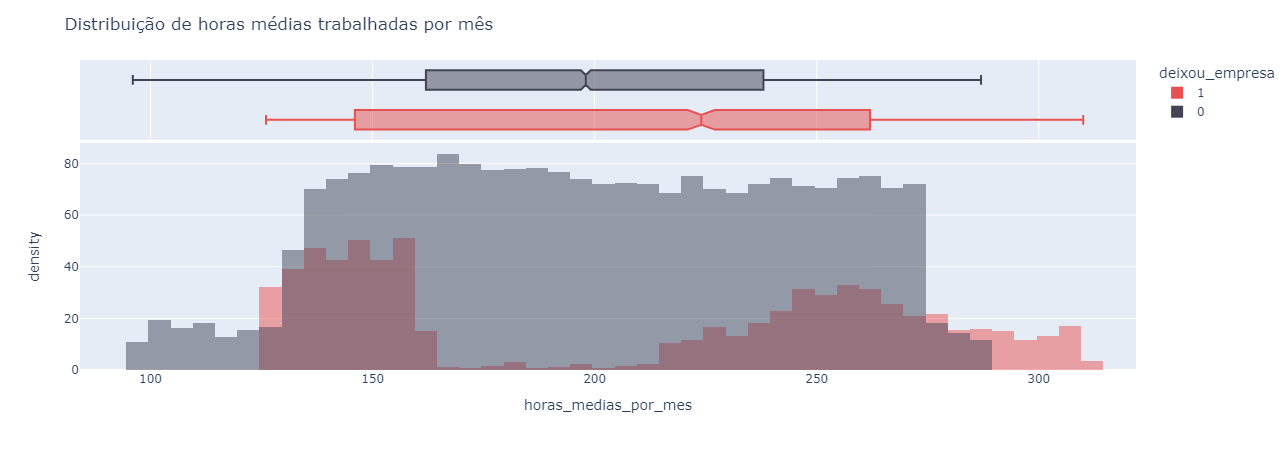 Distribuição de horas médias trabalhadas por mês
deixou_empresa
1
0
80
60
40
20
0
density
100 150 200 250 300
horas_medias_por_mes